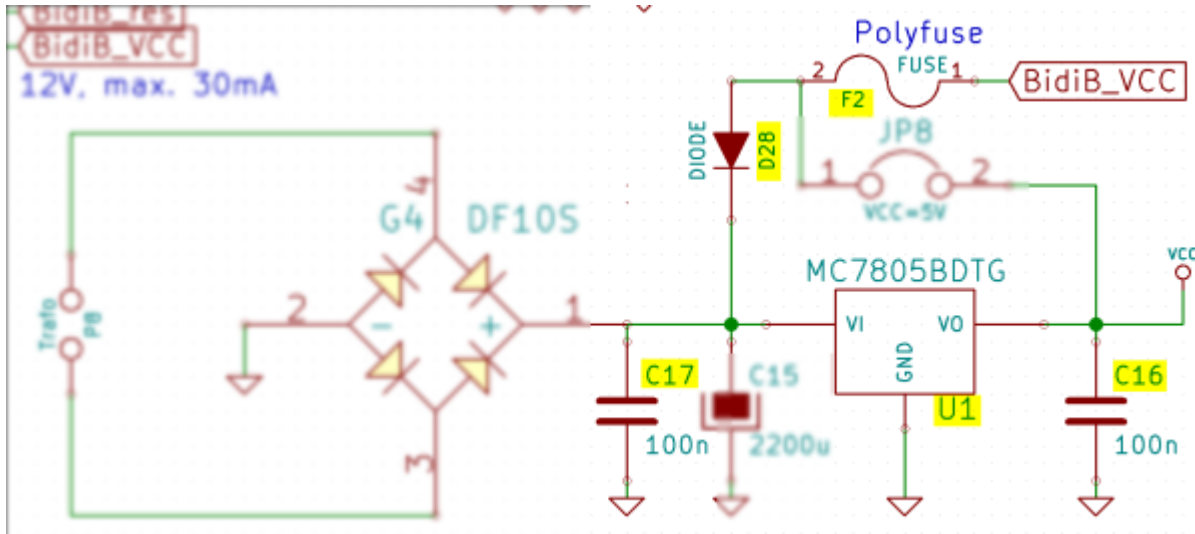 BidiB_res
BidiB_VCC
12V, max. 30mA
Trafo
P8
4
G4
DF10S
2
1
3
-
+
Polyfuse
2
FUSE
1
F2
BidiB_VCC
DIODE
D28
JP8
1
2
VCC=5V
MC7805BDTG
VCC
VI
VO
GND
U1
C17
100n
C15
2200u
C16
100n